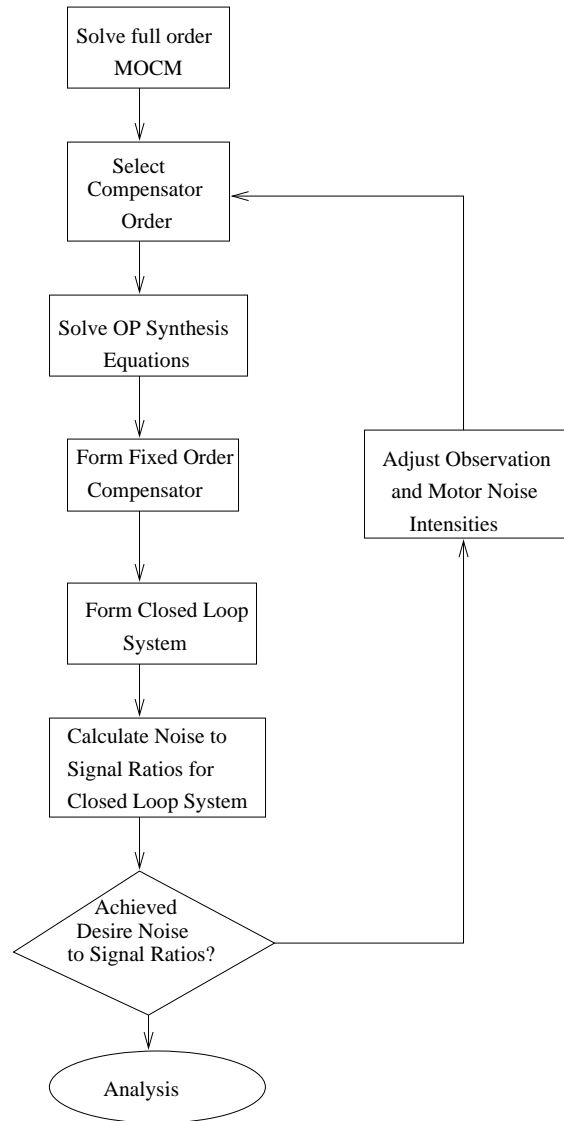 Solve full order
MOCM
Select
Compensator
Order
Solve OP Synthesis
Equations
Form Fixed Order
Compensator
Form Closed Loop
System
Calculate Noise to
Signal Ratios for
Closed Loop System
Achieved
Desire Noise
to Signal Ratios?
Adjust Observation
and Motor Noise
Intensities
Analysis